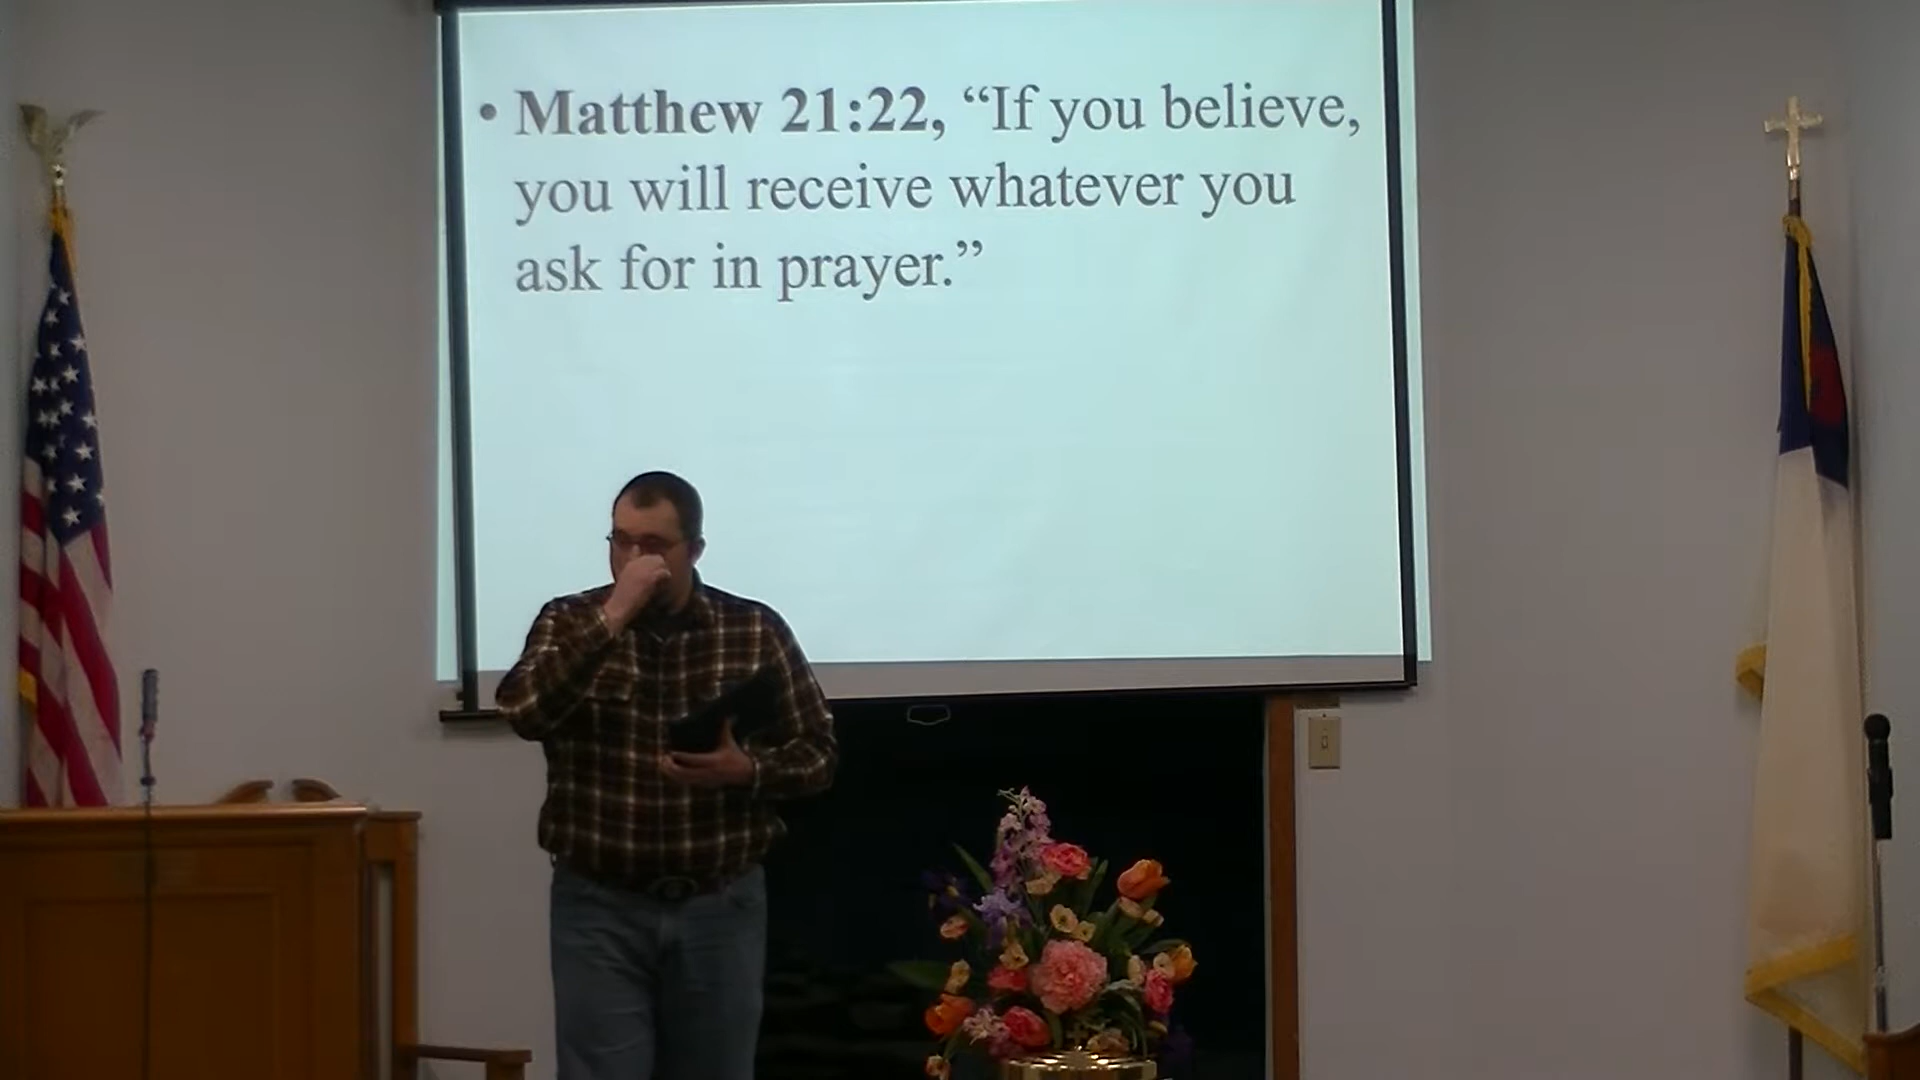 • Matthew 21:22, “If you believe,
you will receive whatever you
ask for in prayer.”